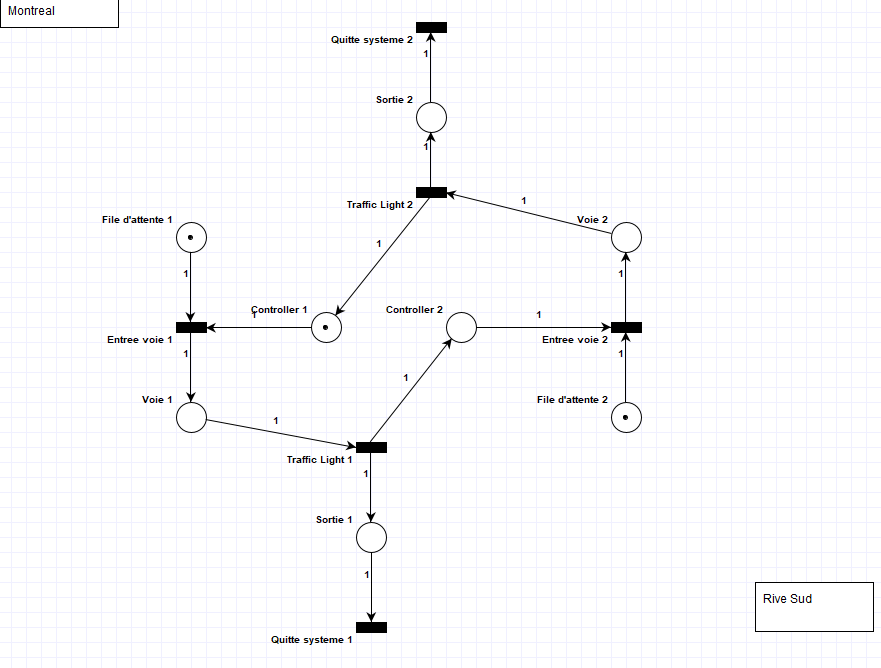 Montreal
Quitte systeme 2
1
Sortie 2
1
Traffic Light 2
1
Voie 2
File d'attente 1
1
1
1
Controller 1
1
Controller 2
1
Entree voie 1
Entree voie 2
1
1
1
Voie 1
File d'attente 2
1
Traffic Light 1
1
Sortie 1
1
Quitte systeme 1
Rive Sud